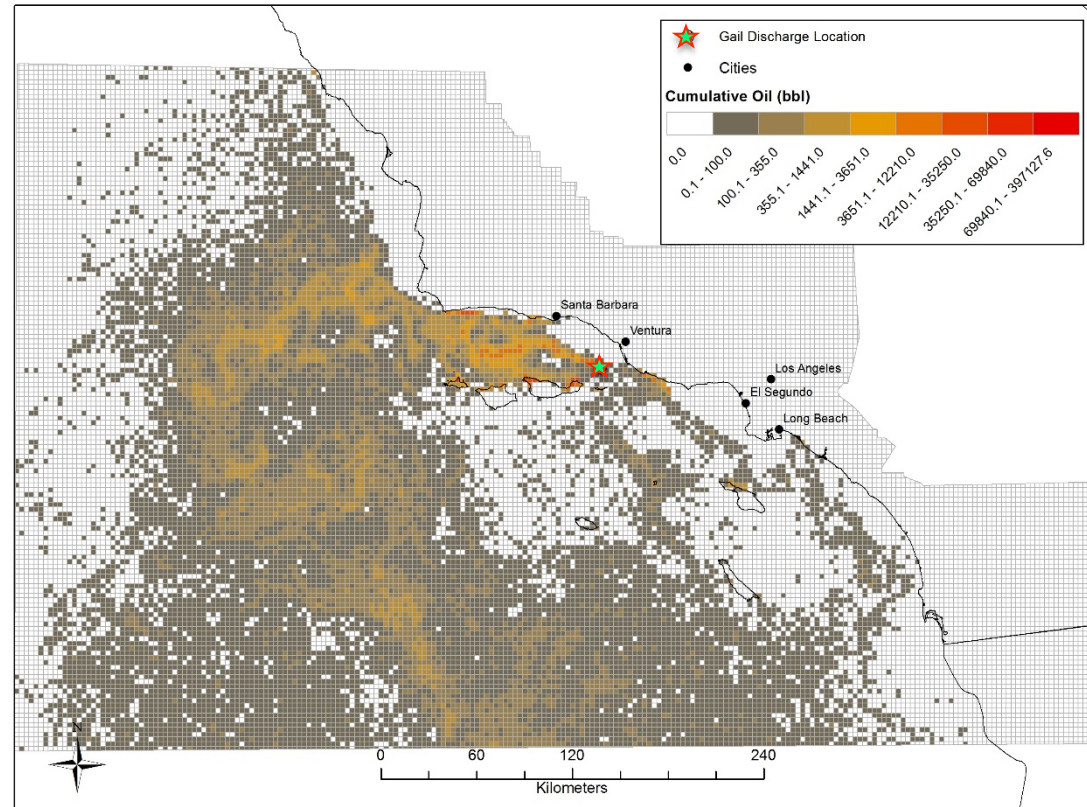 Gail Discharge Location
Cities
Cumulative Oil (bbl)
0.0
0.1 - 100.0
100.1 - 355.0
355.1 - 1441.0
1441.1 - 3651.0
3651.1 - 12210.0
12210.1 - 35250.0
35250.1 - 69840.0
69840.1 - 397127.6
Santa Barbara
Ventura
Los Angeles
El Segundo
Long Beach
N
0 60 120 240
Kilometers